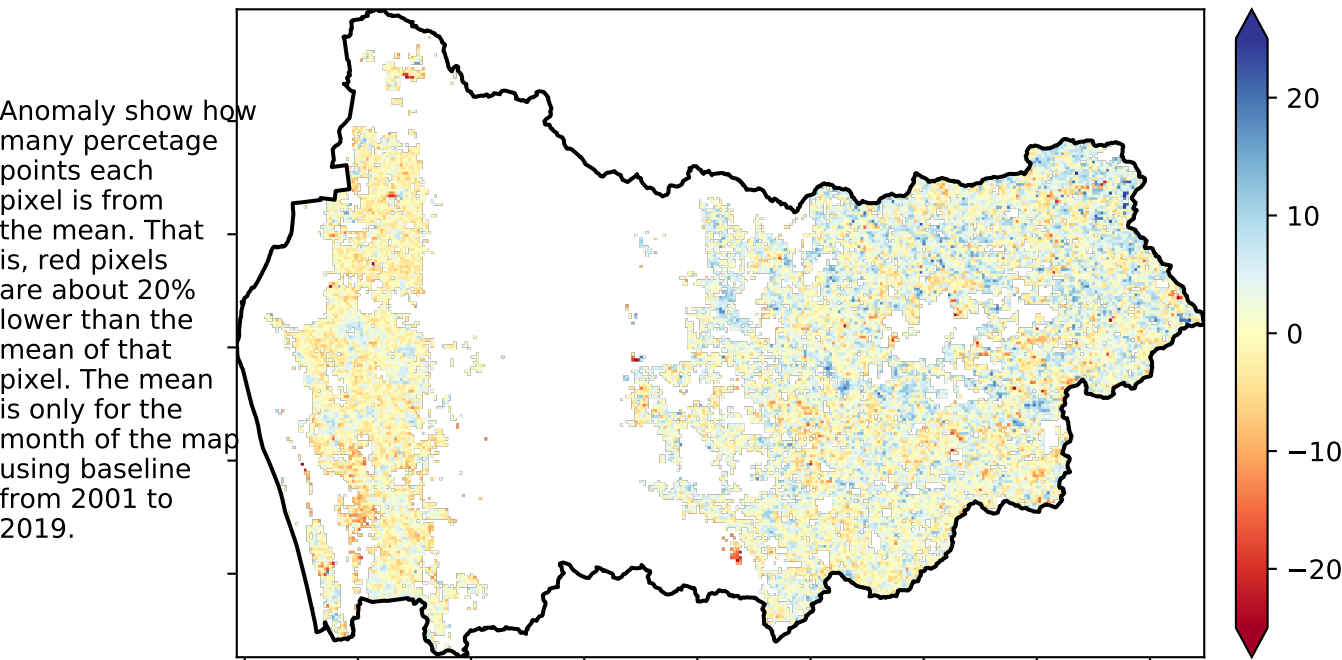 Anomaly show how
many percetage
points each
pixel is from
the mean. That
is, red pixels
are about 20%
lower than the
mean of that
pixel. The mean
is only for the
month of the map
using baseline
from 2001 to
2019.
20
10
0
−10
−20